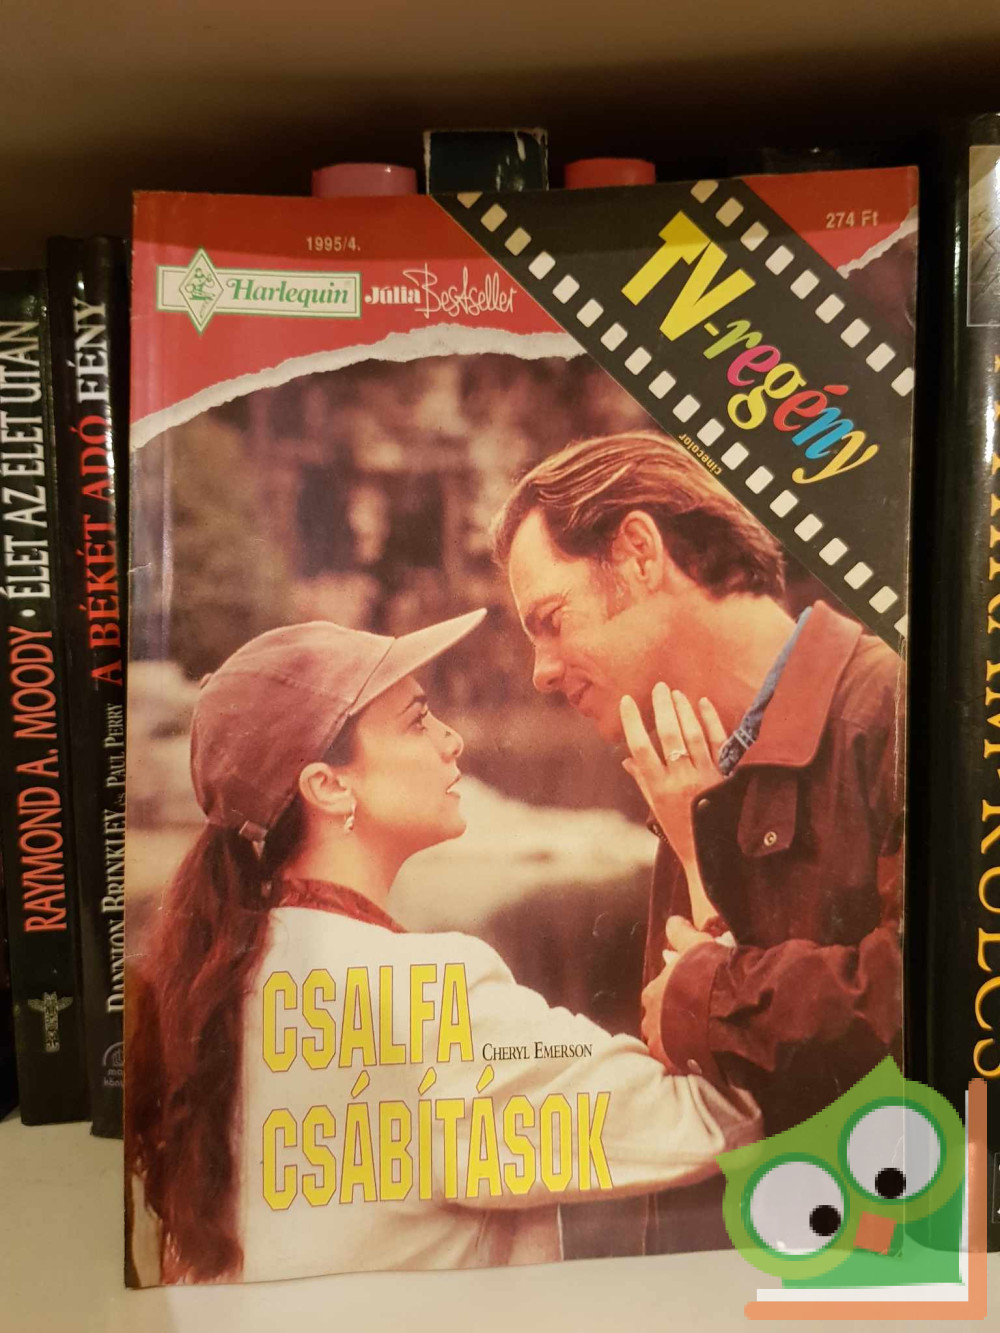 1995/4.
274 Ft
Harlequin
Júlia Bestseller
TV-regény
cinecolor
CSALFA
CHERYL EMERSON
CSÁBÍTÁSOK
RAYMOND A. MOODY • ÉLET AZ ÉLET UTÁN
DANNION BRINKLEY és PAUL PERRY
A BÉKÉT ADÓ FÉNY